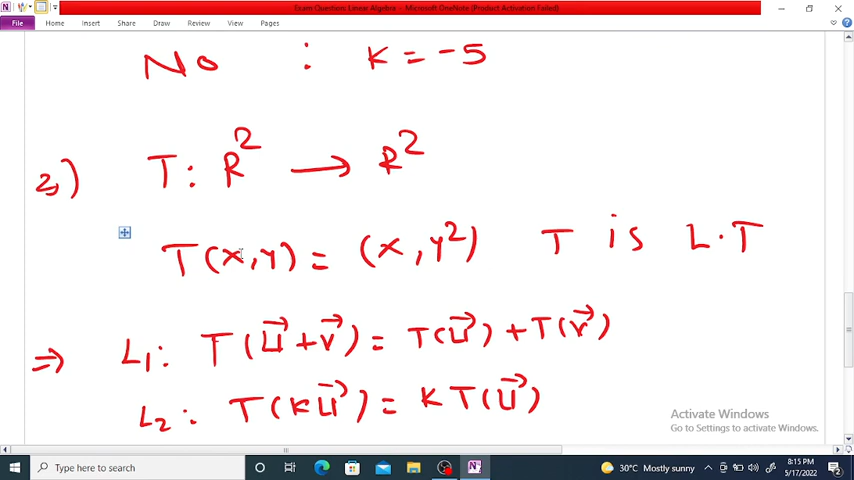 Exam Question: Linear Algebra - Microsoft OneNote (Product Activation Failed)
File Home Insert Share Draw Review View Pages
No : K = -5
2,) T: R² → R²
T(x,y) = (x, y²) T is L.T
⇒ L₁: T(U⃗ + V⃗) = T(U⃗) + T(V⃗)
L₂: T(KU⃗) = KT(U⃗)
Activate Windows
Go to Settings to activate Windows.
Type here to search
30°C Mostly sunny
8:15 PM
5/17/2022
2